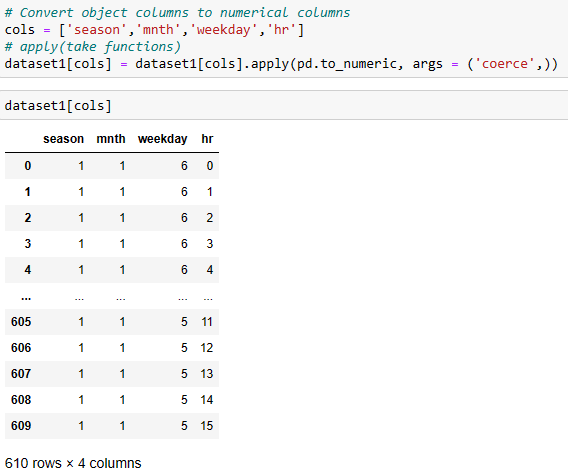 # Convert object columns to numerical columns
cols = ['season','mnth','weekday','hr']
# apply(take functions)
dataset1[cols] = dataset1[cols].apply(pd.to_numeric, args = ('coerce',))
dataset1[cols]
season mnth weekday hr
0 1 1 6 0
1 1 1 6 1
2 1 1 6 2
3 1 1 6 3
4 1 1 6 4
... ... ... ... ...
605 1 1 5 11
606 1 1 5 12
607 1 1 5 13
608 1 1 5 14
609 1 1 5 15
610 rows × 4 columns